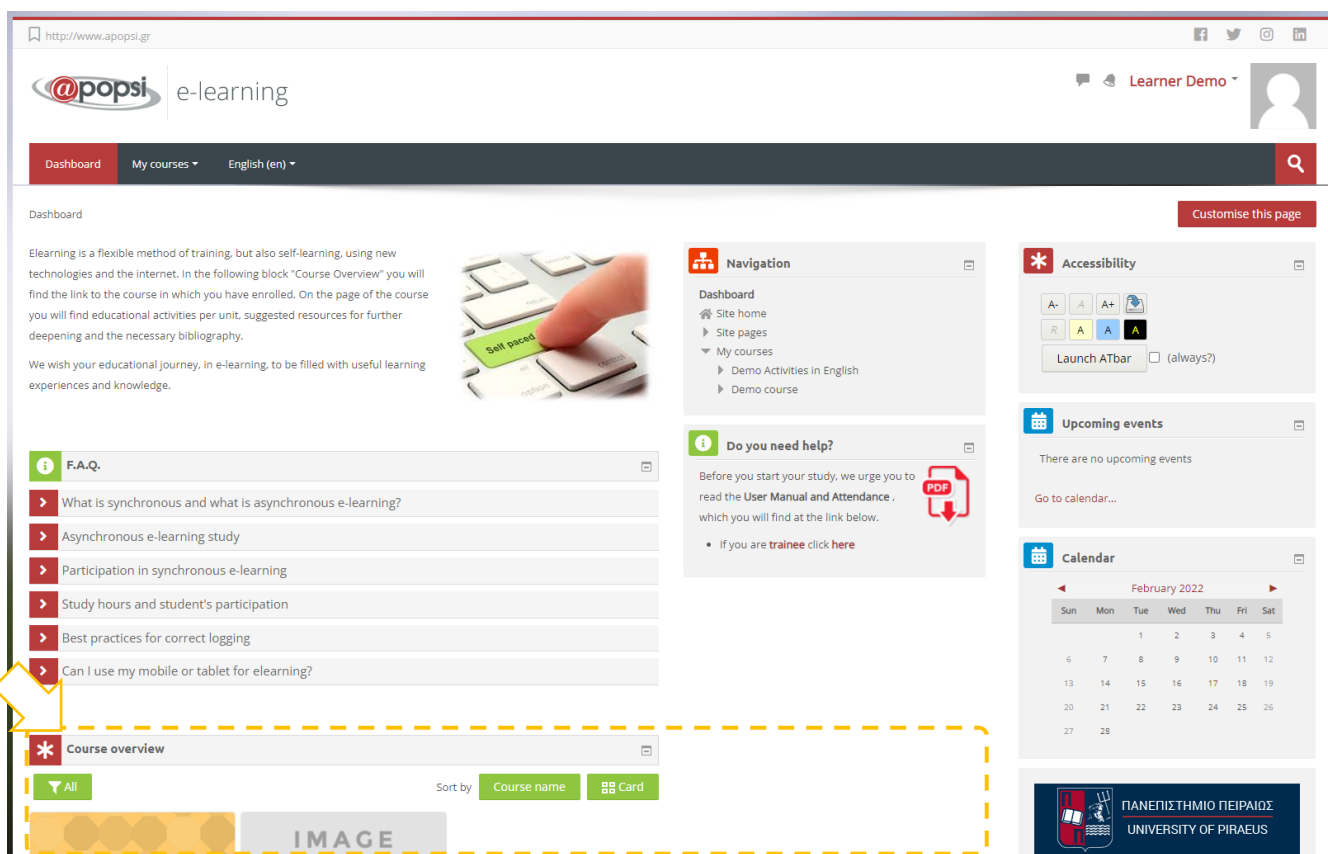 http://www.apopsi.gr
@popsi e-learning
Learner Demo
Dashboard My courses English (en)
Dashboard
Customise this page
Elearning is a flexible method of training, but also self-learning, using new
technologies and the internet. In the following block "Course Overview" you will
find the link to the course in which you have enrolled. On the page of the course
you will find educational activities per unit, suggested resources for further
deepening and the necessary bibliography.
We wish your educational journey, in e-learning, to be filled with useful learning
experiences and knowledge.
Self paced
control
option
F.A.Q.
What is synchronous and what is asynchronous e-learning?
Asynchronous e-learning study
Participation in synchronous e-learning
Study hours and student's participation
Best practices for correct logging
Can I use my mobile or tablet for elearning?
Course overview
All Sort by Course name Card
IMAGE
Navigation
Dashboard
Site home
Site pages
My courses
Demo Activities in English
Demo course
Do you need help?
Before you start your study, we urge you to
read the User Manual and Attendance ,
which you will find at the link below.
PDF
• If you are trainee click here
Accessibility
A- A A+
R A A A
Launch ATbar (always?)
Upcoming events
There are no upcoming events
Go to calendar...
Calendar
February 2022
Sun Mon Tue Wed Thu Fri Sat
1 2 3 4 5
6 7 8 9 10 11 12
13 14 15 16 17 18 19
20 21 22 23 24 25 26
27 28
ΠΑΝΕΠΙΣΤΗΜΙΟ ΠΕΙΡΑΙΩΣ
UNIVERSITY OF PIRAEUS